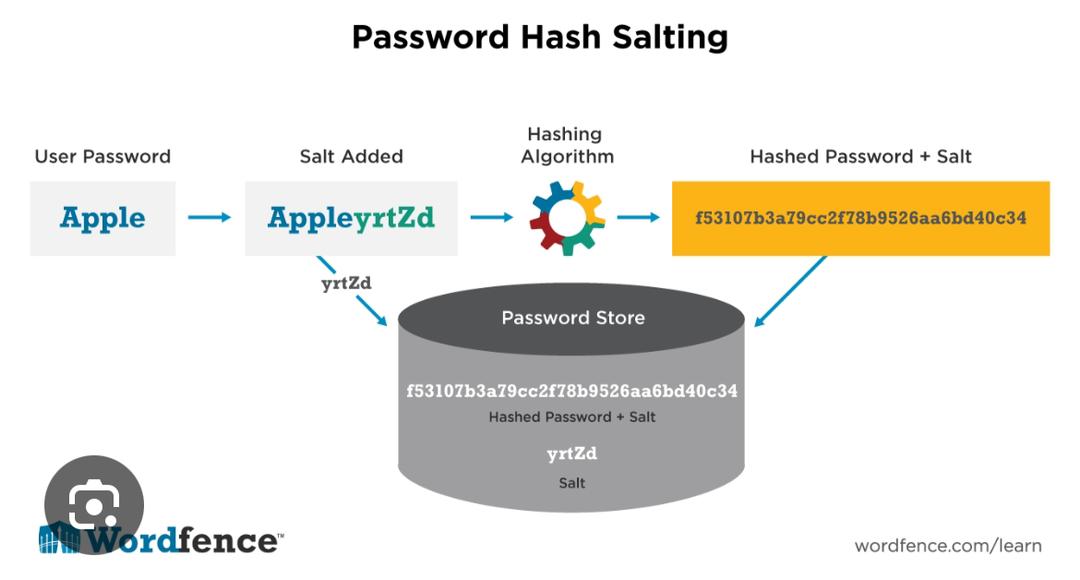 Password Hash Salting
User Password
Salt Added
Hashing
Algorithm
Hashed Password + Salt
Apple
AppleyrtZd
f53107b3a79cc2f78b9526aa6bd40c34
yrtZd
Password Store
f53107b3a79cc2f78b9526aa6bd40c34
Hashed Password + Salt
yrtZd
Salt
Wordfence™
wordfence.com/learn